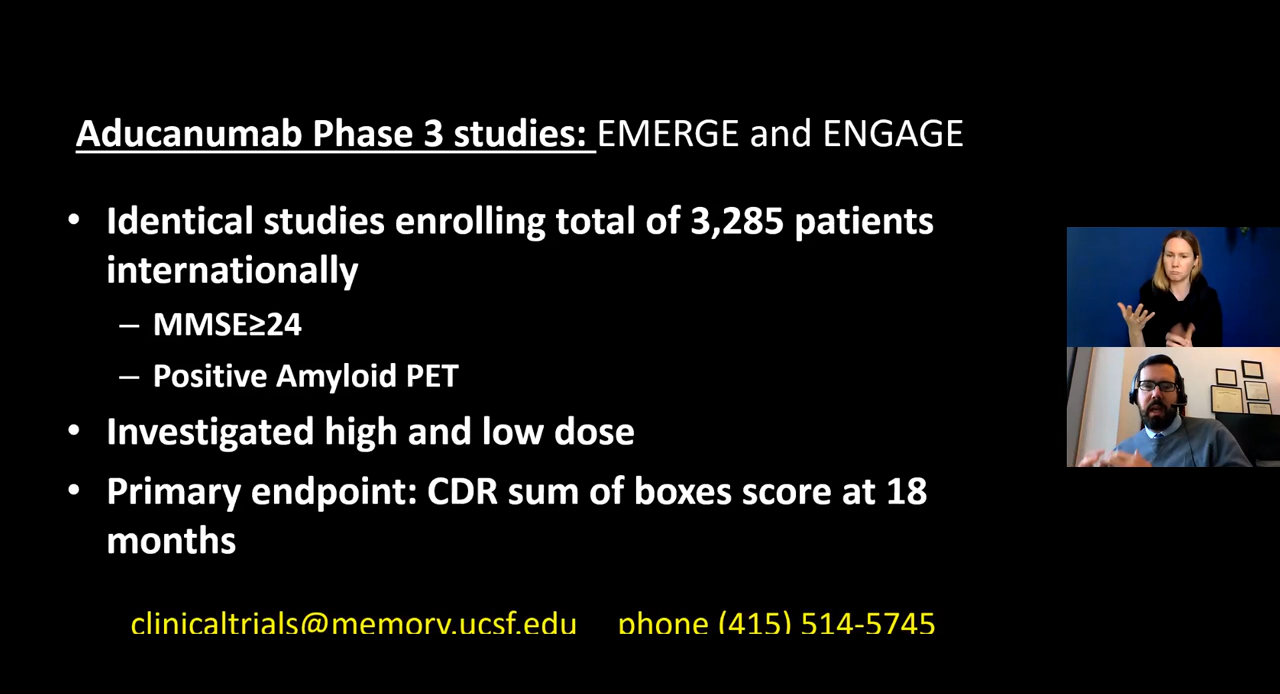 Aducanumab Phase 3 studies: EMERGE and ENGAGE
• Identical studies enrolling total of 3,285 patients
internationally
– MMSE≥24
– Positive Amyloid PET
• Investigated high and low dose
• Primary endpoint: CDR sum of boxes score at 18
months
clinicaltrials@memory.ucsf.edu phone (415) 514-5745